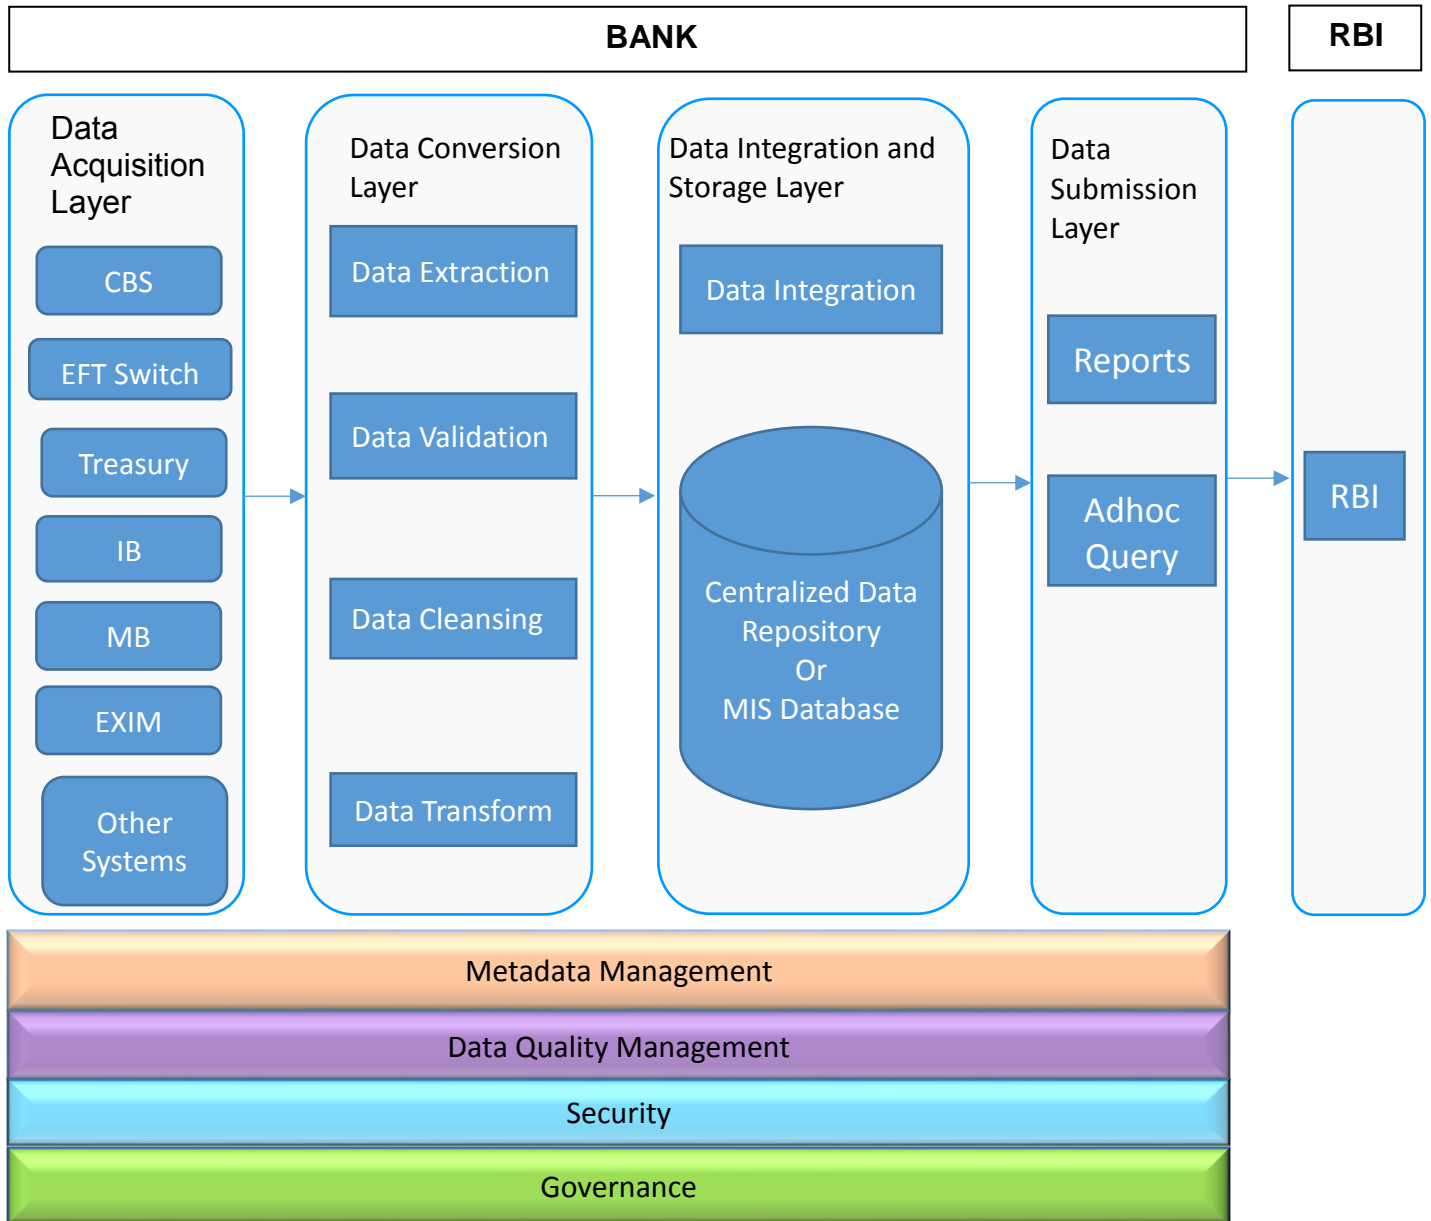 BANK
RBI
Data
Acquisition
Layer
CBS
EFT Switch
Treasury
IB
MB
EXIM
Other
Systems
Data Conversion
Layer
Data Extraction
Data Validation
Data Cleansing
Data Transform
Data Integration and
Storage Layer
Data Integration
Centralized Data
Repository
Or
MIS Database
Data
Submission
Layer
Reports
Adhoc
Query
RBI
Metadata Management
Data Quality Management
Security
Governance